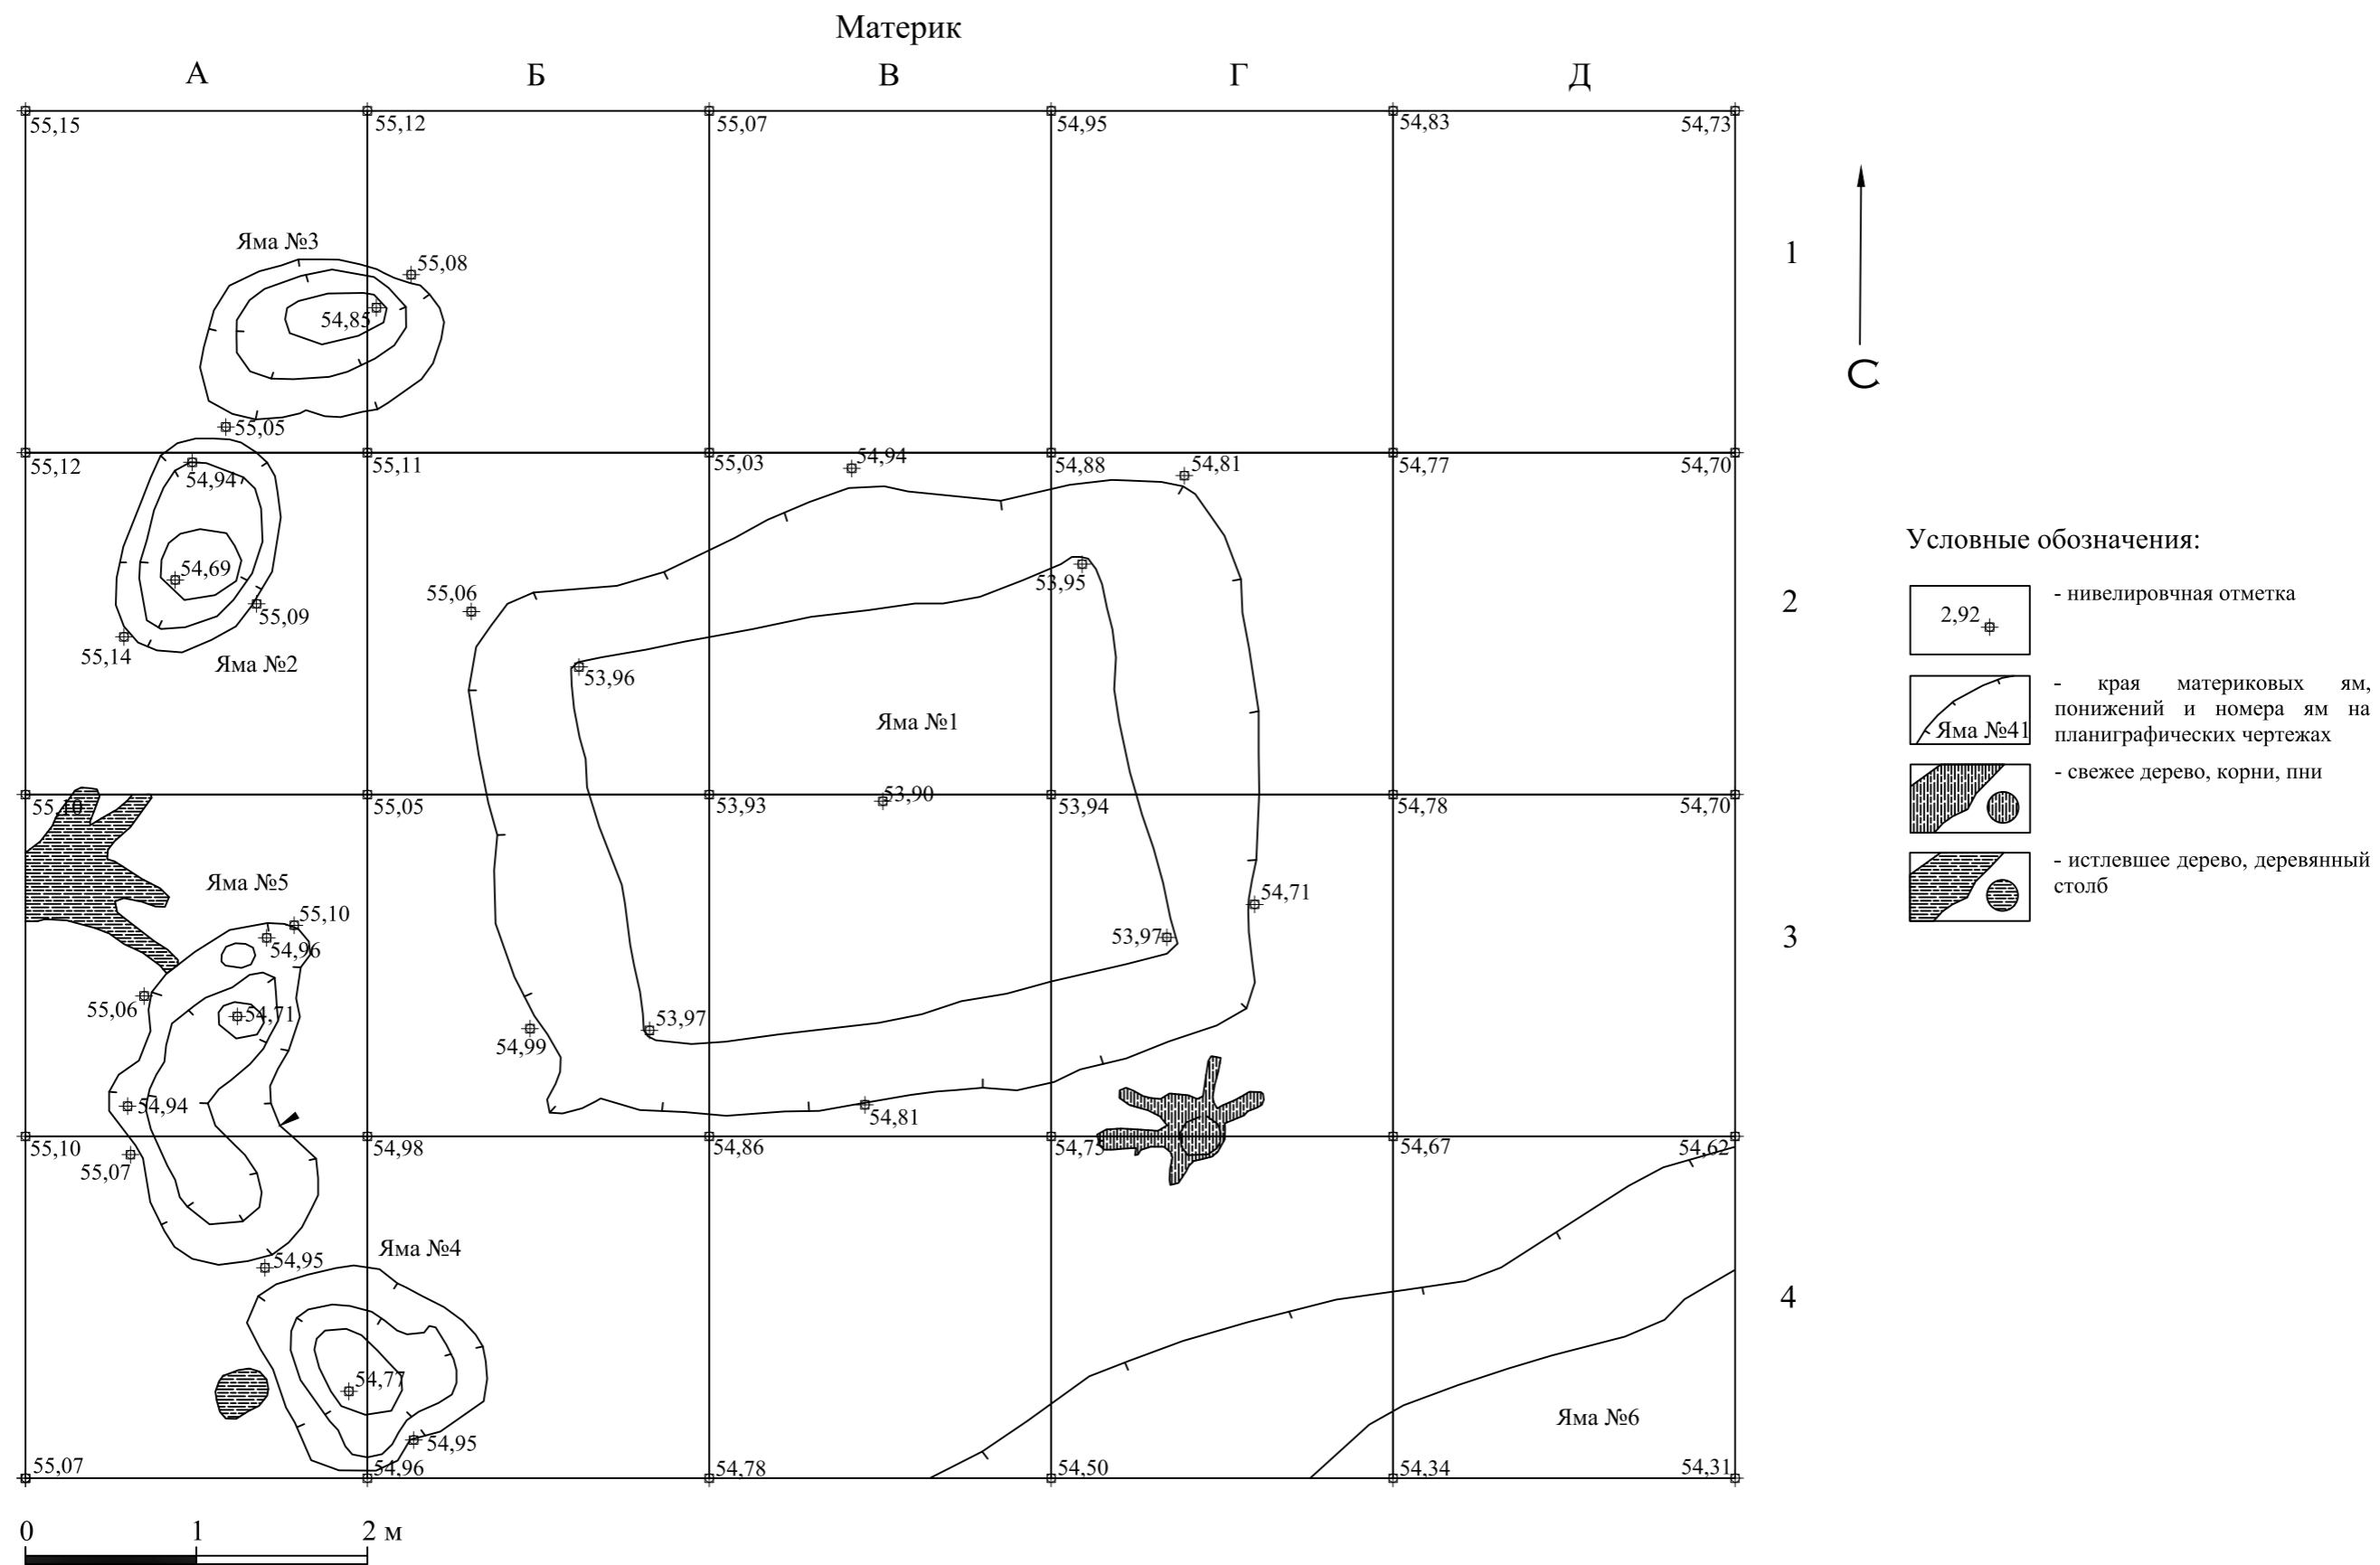 Материк
А Б В Г Д
55,15 55,12 55,07 54,95 54,83 54,73
Яма №3
1
55,08
54,85
С
55,05
55,12 55,11 55,03 54,94 54,88 54,81 54,77 54,70
54,94
Условные обозначения:
54,69
53,95
55,06
2
2,92
- нивелировчная отметка
55,09
55,14
Яма №2
53,96
- края материковых ям,
понижений и номера ям на
планиграфических чертежах
Яма №41
Яма №1
- свежее дерево, корни, пни
55,10 55,05 53,93 53,90 53,94 54,78 54,70
- истлевшее дерево, деревянный
столб
Яма №5
54,71
55,10
54,96
53,97
3
55,06
54,71
53,97
54,99
54,94
54,81
55,10 54,98 54,86 54,73 54,67 54,62
55,07
Яма №4
54,95
4
54,77
Яма №6
54,95
55,07 54,96 54,78 54,50 54,34 54,31
0 1 2 м